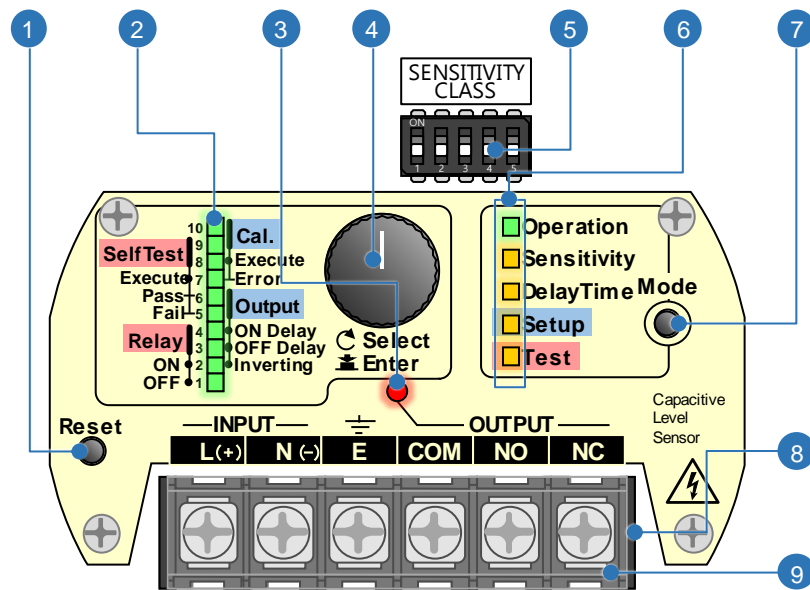 1
2
3
4
5
6
7
SENSITIVITY
CLASS
ON
1 2 3 4 5
10
9
8
7
6
5
4
3
2
1
SelfTest
Execute
Pass
Fail
Relay
ON
OFF
Cal.
Execute
Error
Output
ON Delay
OFF Delay
Inverting
Select
Enter
Operation
Sensitivity
DelayTime
Setup
Test
Mode
Reset
INPUT
OUTPUT
L(+) N(-) E COM NO NC
Capacitive
Level
Sensor
8
9